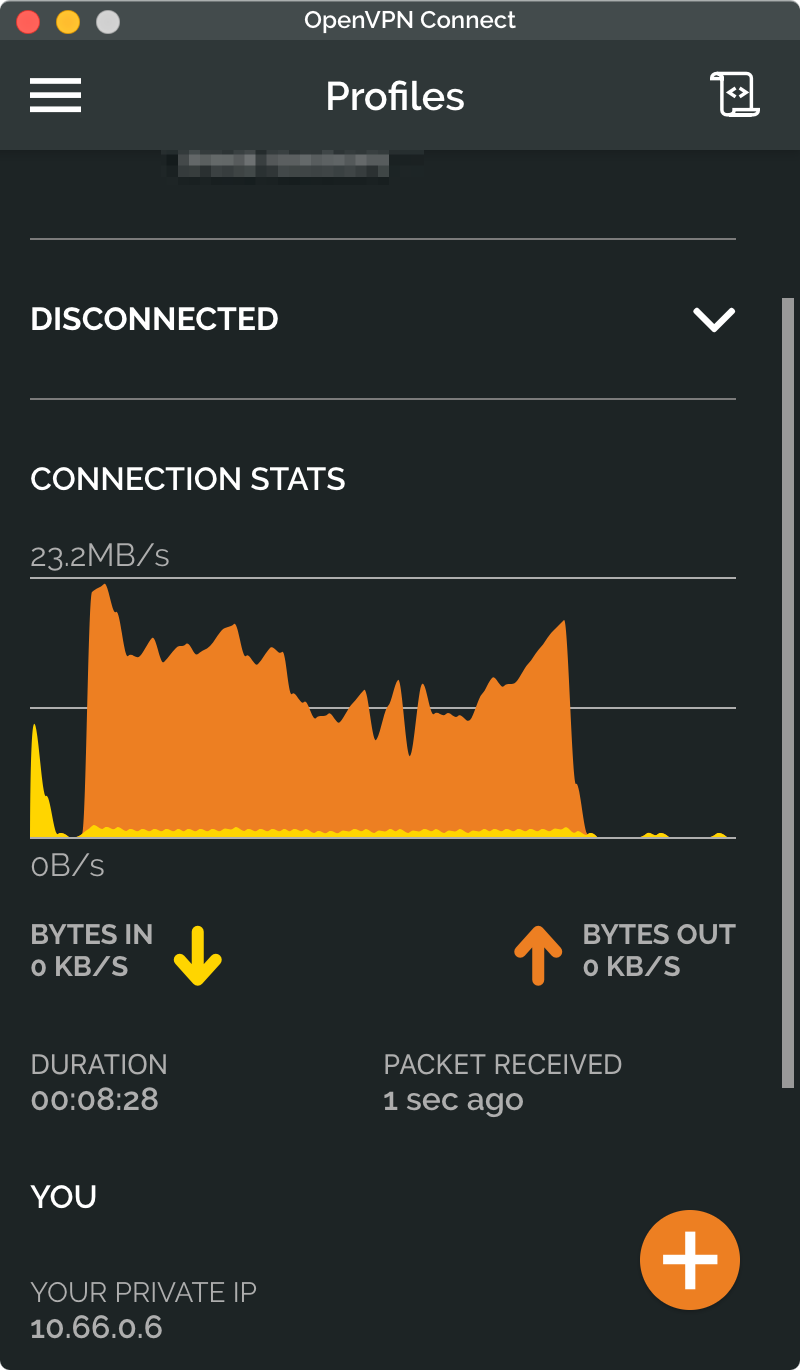 OpenVPN Connect
Profiles
DISCONNECTED
CONNECTION STATS
23.2MB/s
0B/s
BYTES IN
0 KB/S
BYTES OUT
0 KB/S
DURATION
00:08:28
PACKET RECEIVED
1 sec ago
YOU
YOUR PRIVATE IP
10.66.0.6